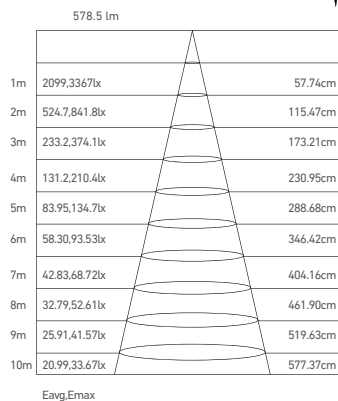 578.5 lm
1m 2099,3367lx 57.74cm
2m 524.7,841.8lx 115.47cm
3m 233.2,374.1lx 173.21cm
4m 131.2,210.4lx 230.95cm
5m 83.95,134.7lx 288.68cm
6m 58.30,93.53lx 346.42cm
7m 42.83,68.72lx 404.16cm
8m 32.79,52.61lx 461.90cm
9m 25.91,41.57lx 519.63cm
10m 20.99,33.67lx 577.37cm
Eavg,Emax